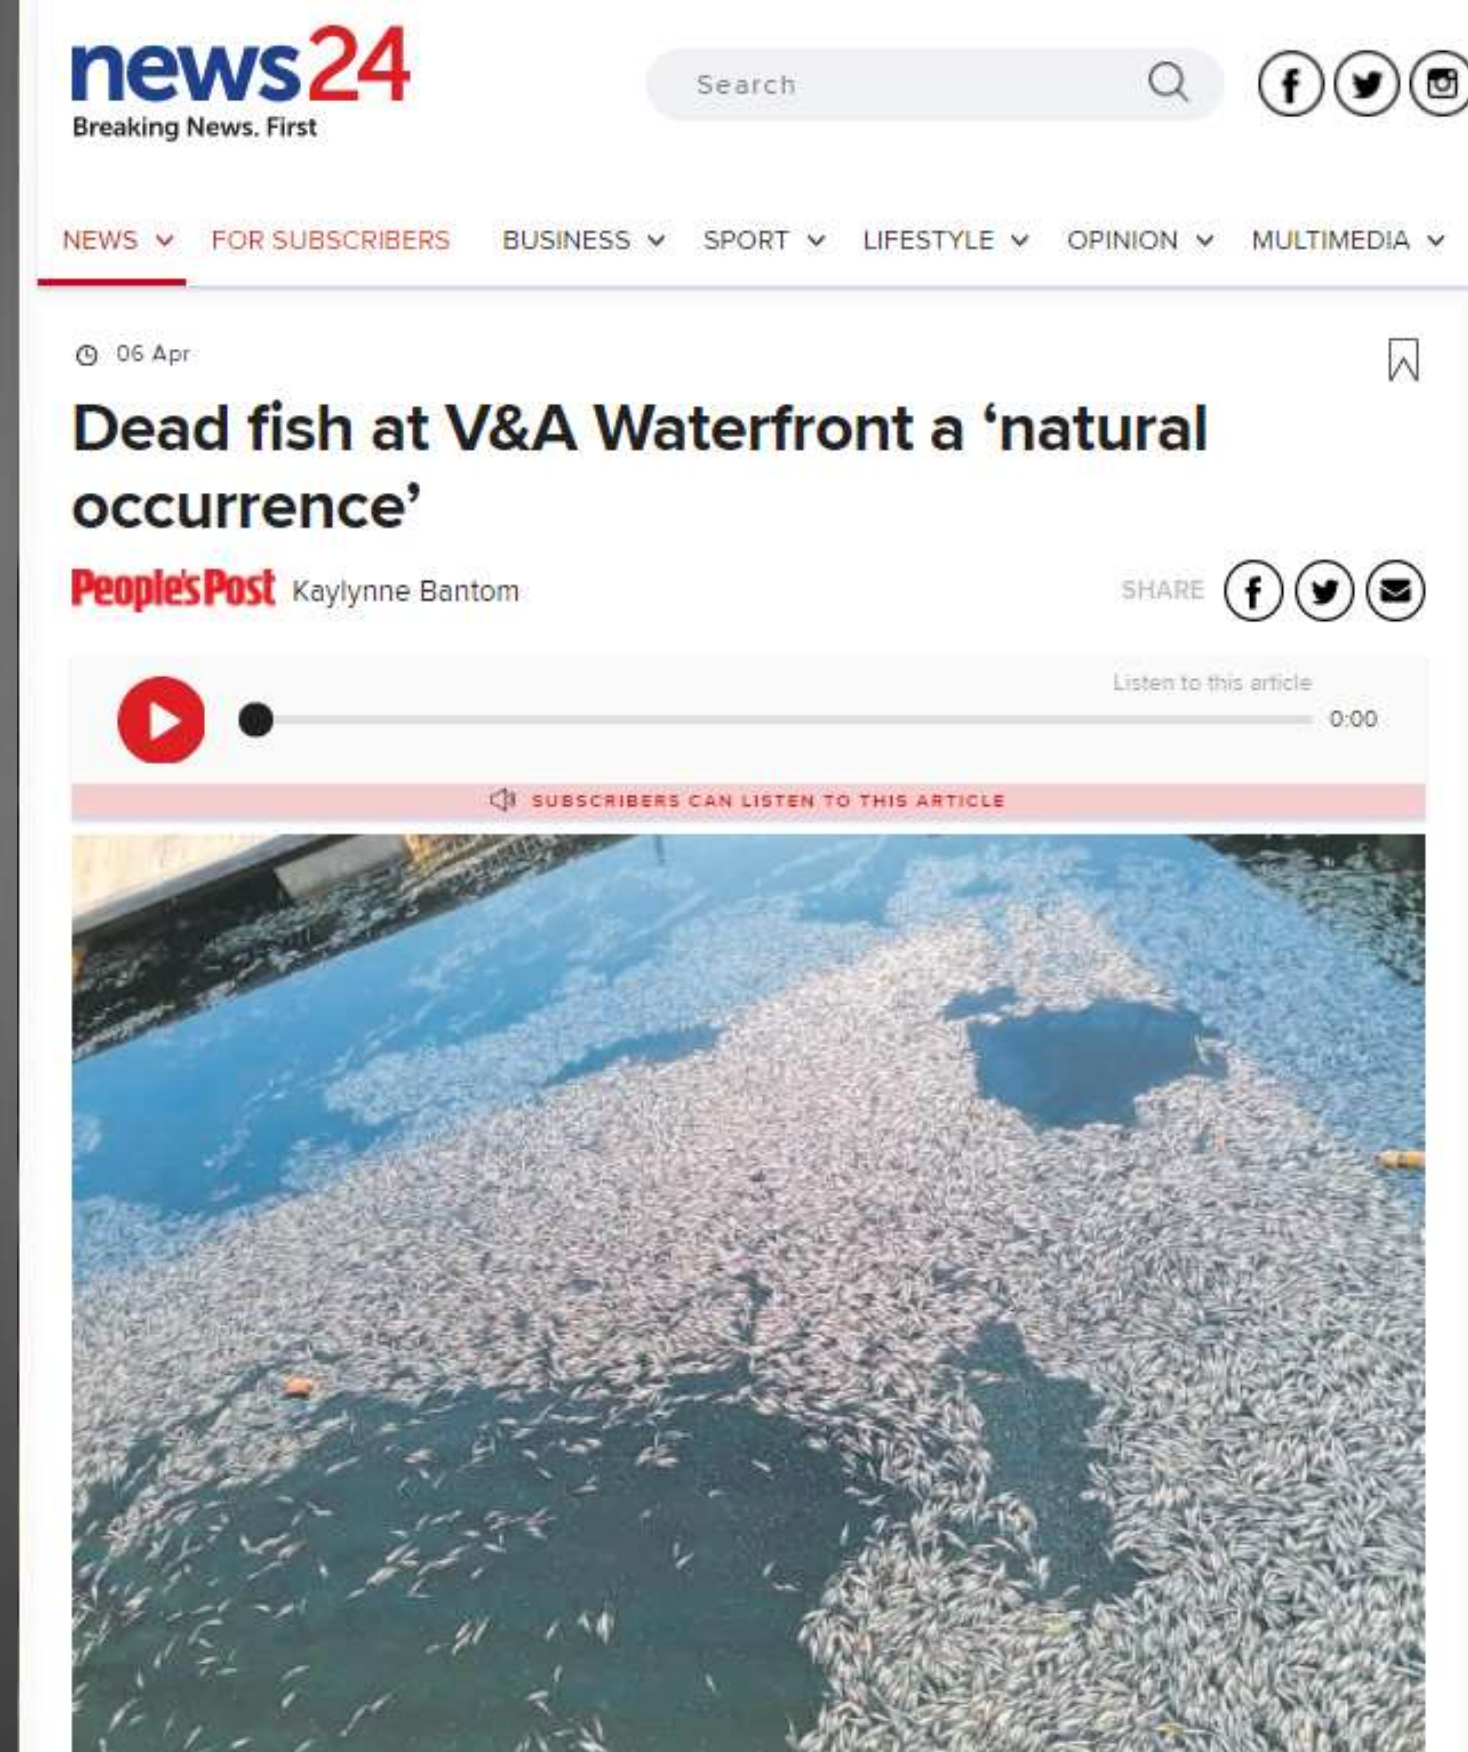 news24
Breaking News. First
Search
NEWS FOR SUBSCRIBERS BUSINESS SPORT LIFESTYLE OPINION MULTIMEDIA
06 Apr
Dead fish at V&A Waterfront a ‘natural
occurrence’
People's Post Kaylynne Bantom
SHARE
Listen to this article
0:00
SUBSCRIBERS CAN LISTEN TO THIS ARTICLE